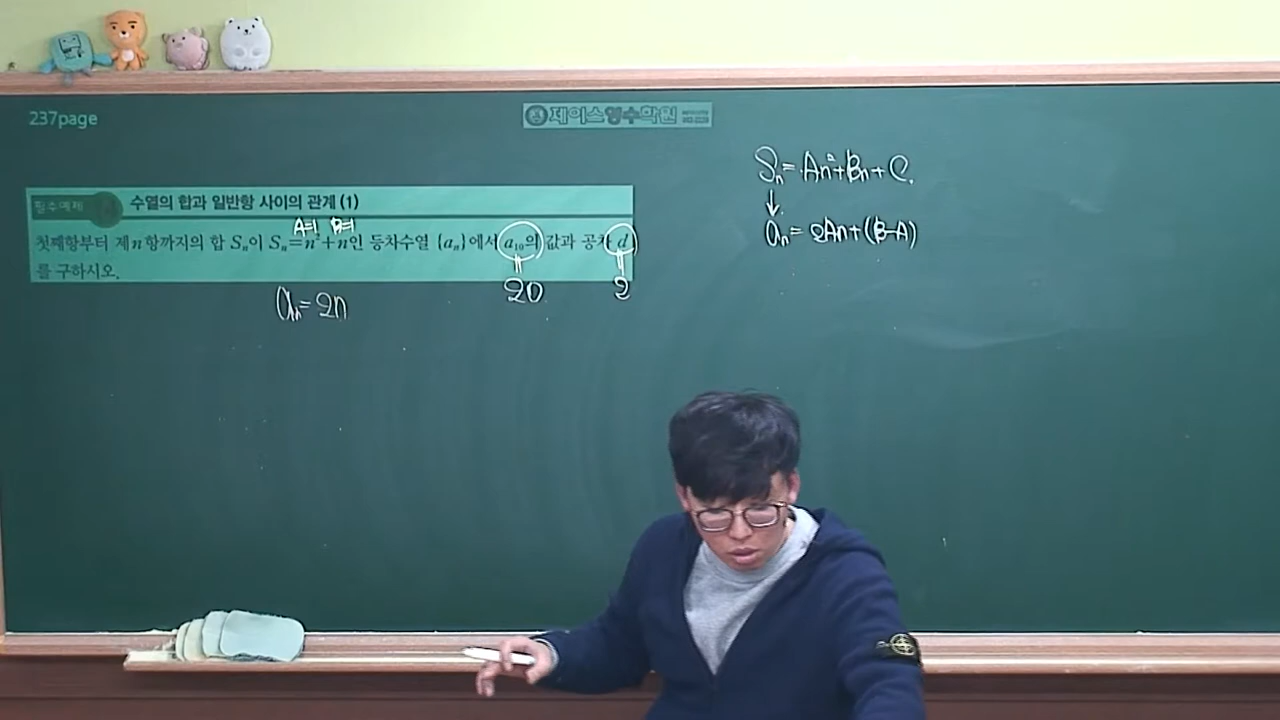 237page
제이스영수학원
Sₙ = An²+Bn+C
↓
aₙ = 2An+(B-A)
필수예제
수열의 합과 일반항 사이의 관계 (1)
A=1 B=1
첫째항부터 제n항까지의 합 Sₙ이 Sₙ=n²+n인 등차수열 {aₙ}에서 a₁₀의 값과 공차 d
를 구하시오.
aₙ= 2n
20
2